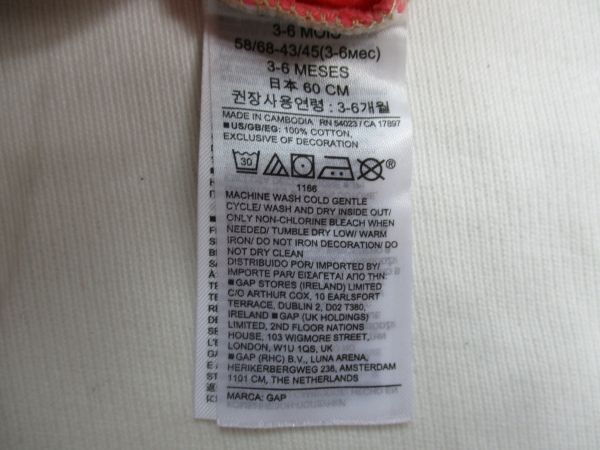 3-6 MOIS
58/68-43/45(3-6мес)
3-6 MESES
日本 60 CM
권장사용연령 : 3-6개월
MADE IN CAMBODIA RN 54023 / CA 17897
■US/GB/EG: 100% COTTON,
EXCLUSIVE OF DECORATION
30 ®
1166
MACHINE WASH COLD GENTLE
CYCLE/ WASH AND DRY INSIDE OUT/
ONLY NON-CHLORINE BLEACH WHEN
NEEDED/ TUMBLE DRY LOW/ WARM
IRON/ DO NOT IRON DECORATION/ DO
NOT DRY CLEAN
DISTRIBUIDO POR/ IMPORTED BY/
IMPORTE PAR/ ΕΙΣΑΓΕΤΑΙ ΑΠΟ ΤΗΝ:
■GAP STORES (IRELAND) LIMITED
C/O ARTHUR COX, 10 EARLSFORT
TERRACE, DUBLIN 2, D02 T380,
IRELAND ■GAP (UK HOLDINGS)
LIMITED, 2ND FLOOR NATIONS
HOUSE, 103 WIGMORE STREET,
LONDON, W1U 1QS, UK
■GAP (RHC) B.V., LUNA ARENA,
HERIKERBERGWEG 236, AMSTERDAM
1101 CM, THE NETHERLANDS
MARCA: GAP